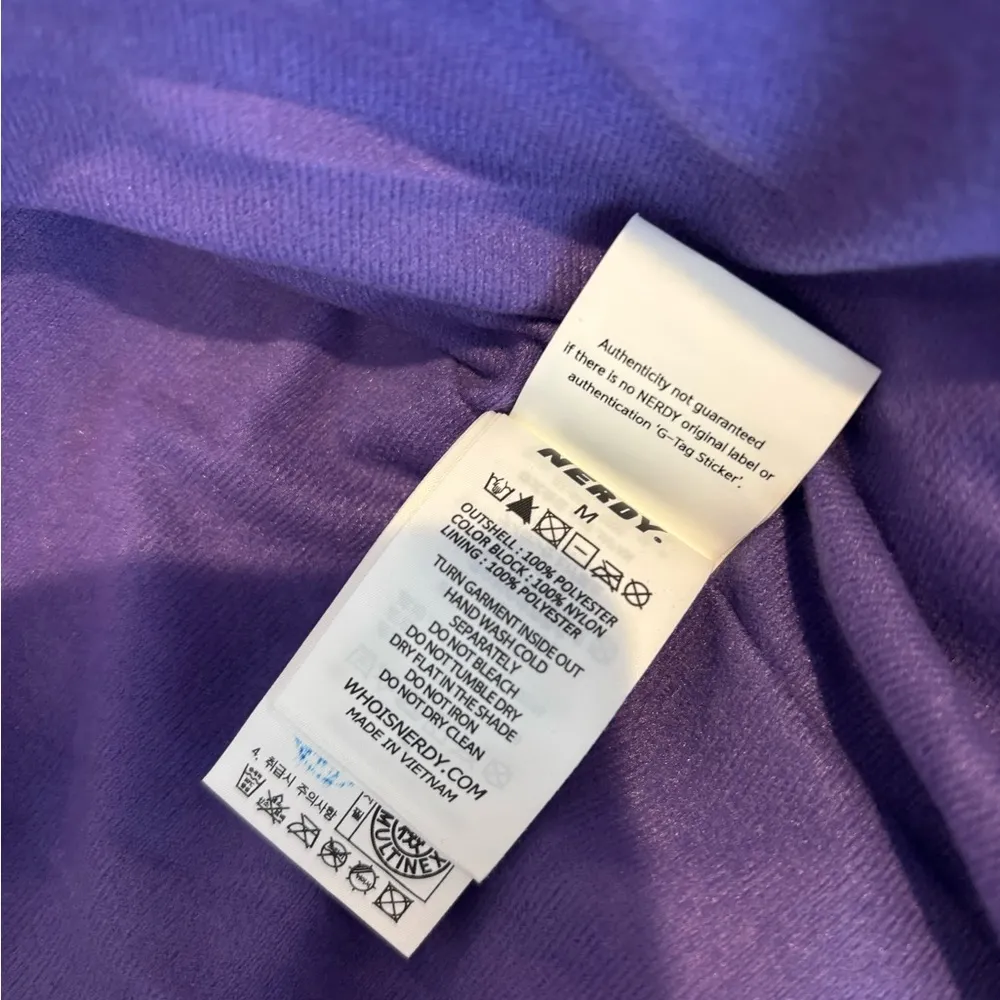 Authenticity not guaranteed
if there is no NERDY original label or
authentication 'G-Tag Sticker'.
NERDY.
M
OUTSHELL : 100% POLYESTER
COLOR BLOCK : 100% NYLON
LINING : 100% POLYESTER
TURN GARMENT INSIDE OUT
HAND WASH COLD
SEPARATELY
DO NOT BLEACH
DO NOT TUMBLE DRY
DRY FLAT IN THE SHADE
DO NOT IRON
DO NOT DRY CLEAN
WHOISNERDY.COM
MADE IN VIETNAM
4. 취급시 주의사항
MULTINEX